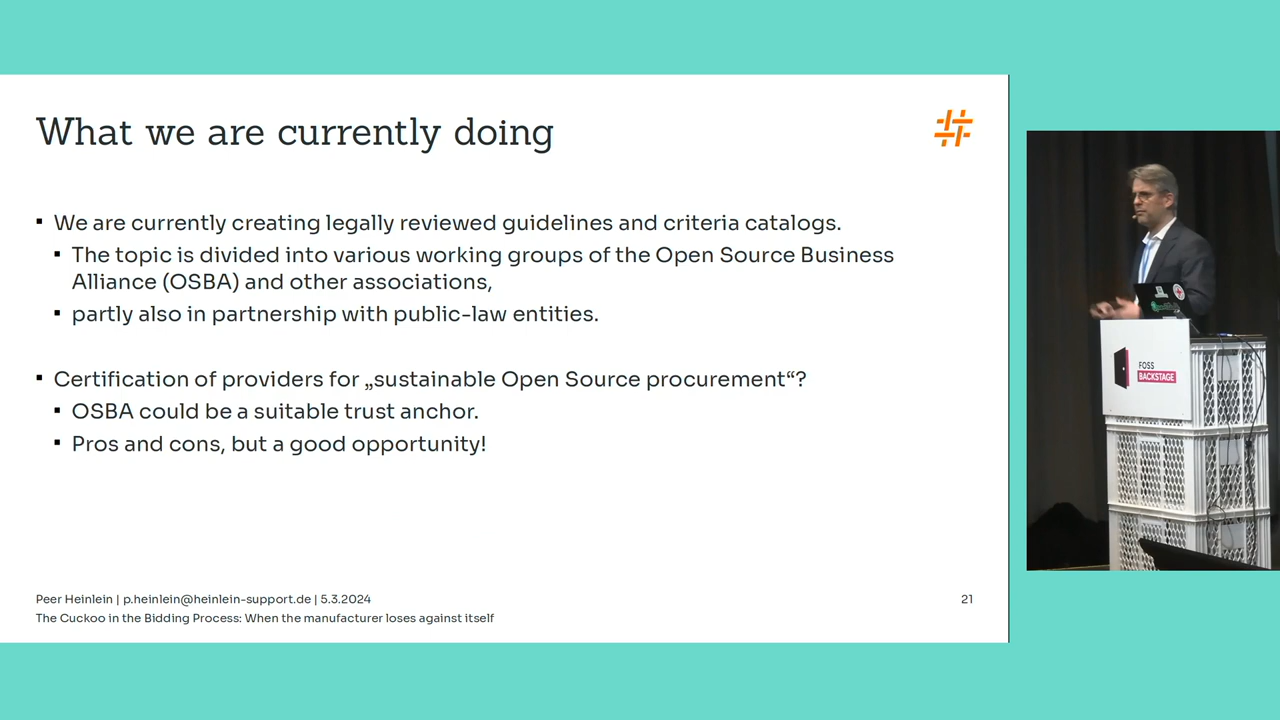 What we are currently doing
▪ We are currently creating legally reviewed guidelines and criteria catalogs.
▪ The topic is divided into various working groups of the Open Source Business
Alliance (OSBA) and other associations,
▪ partly also in partnership with public-law entities.
▪ Certification of providers for „sustainable Open Source procurement“?
▪ OSBA could be a suitable trust anchor.
▪ Pros and cons, but a good opportunity!
Peer Heinlein | p.heinlein@heinlein-support.de | 5.3.2024
21
The Cuckoo in the Bidding Process: When the manufacturer loses against itself
FOSS
BACKSTAGE